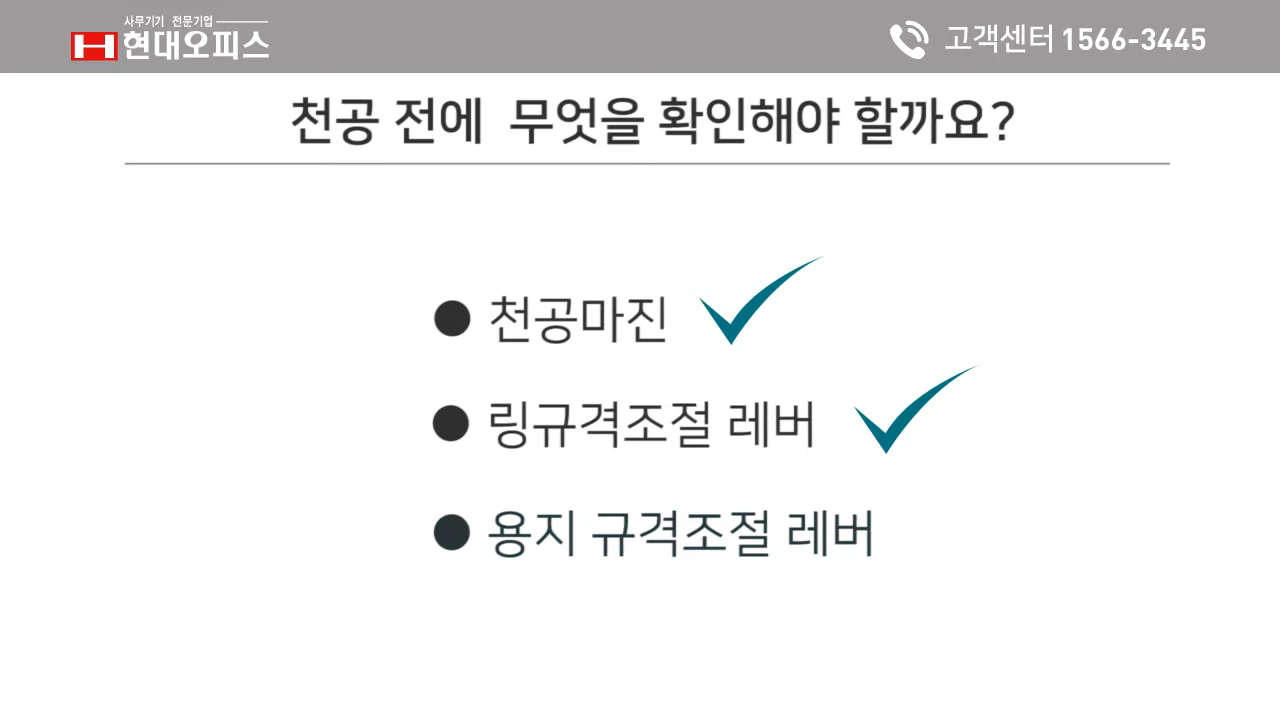 사무기기 전문기업
현대오피스
고객센터 1566-3445
천공 전에 무엇을 확인해야 할까요?
● 천공마진
● 링규격조절 레버
● 용지 규격조절 레버